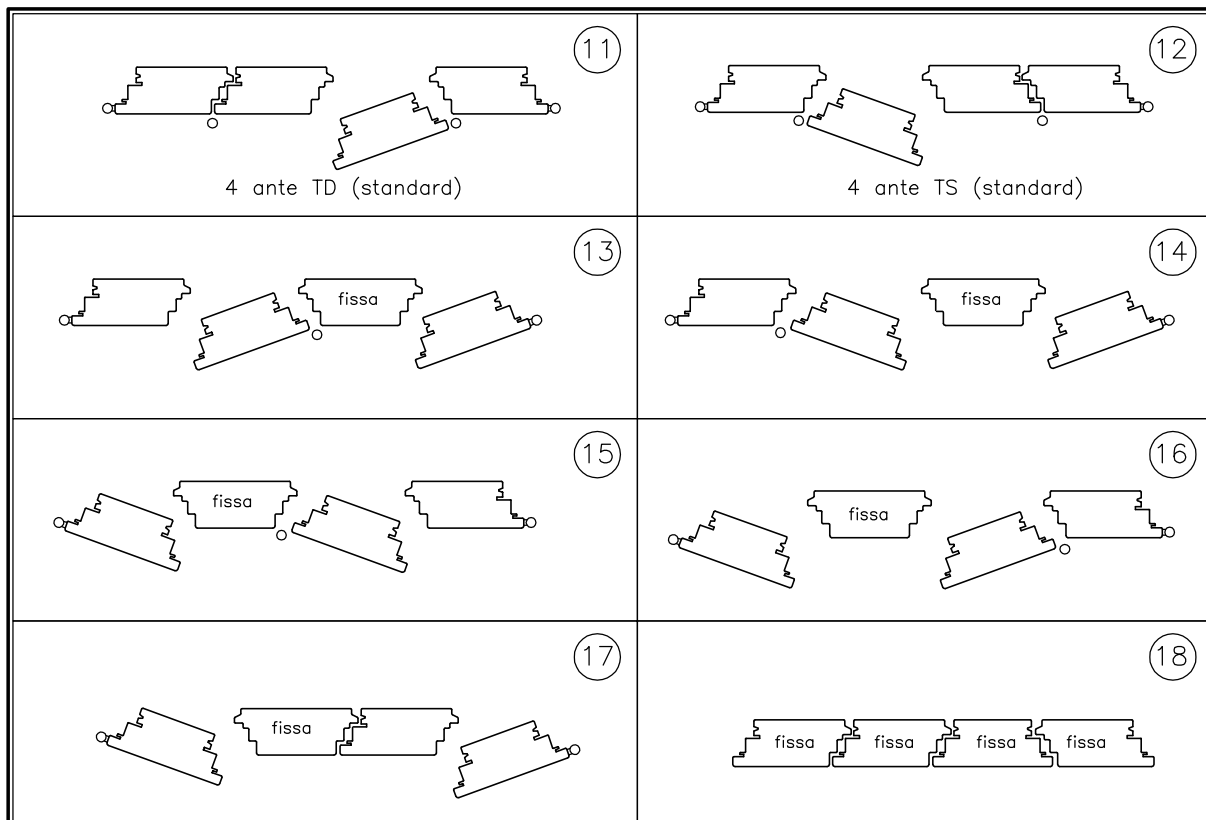 11
12
4 ante TD (standard)
4 ante TS (standard)
13
14
fissa
fissa
15
16
fissa
fissa
17
18
fissa
fissa
fissa
fissa
fissa